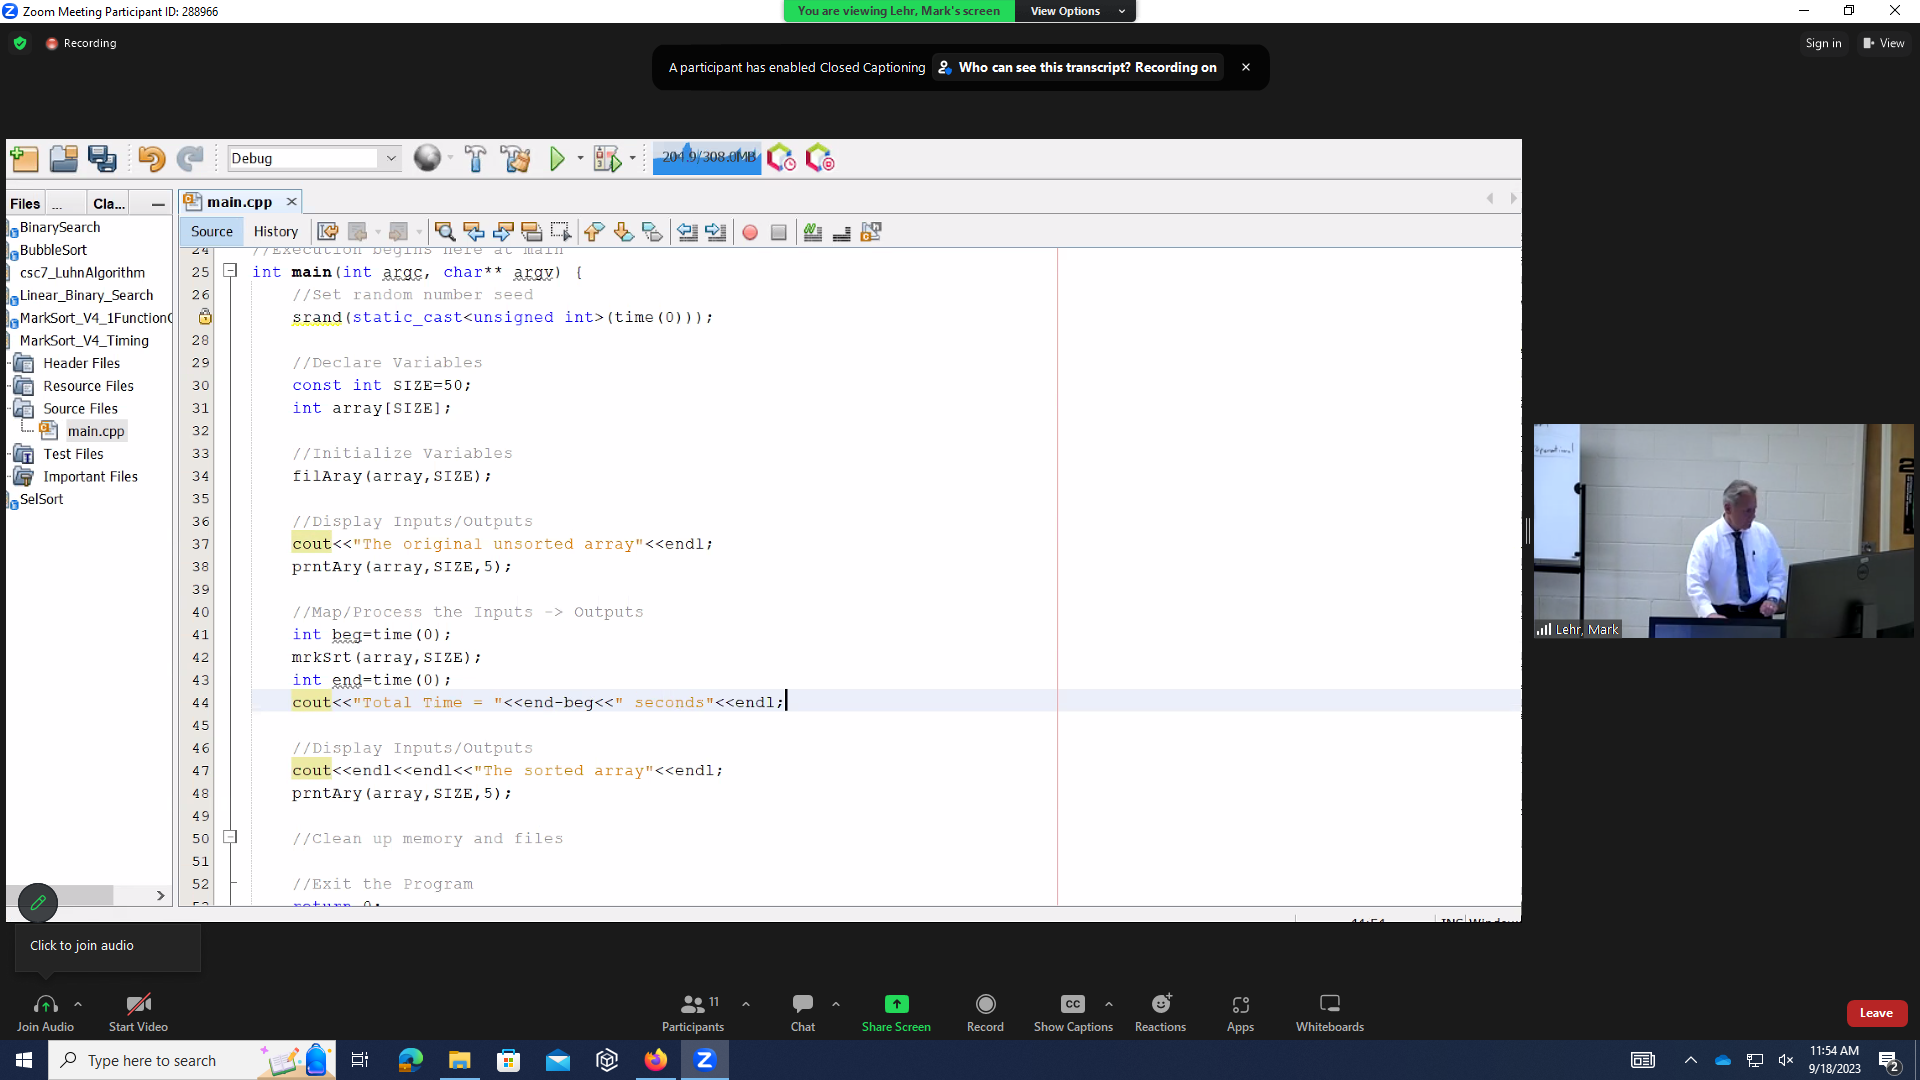 Zoom Meeting Participant ID: 288966
You are viewing Lehr, Mark's screen
View Options
Recording
Sign in
View
A participant has enabled Closed Captioning
Who can see this transcript? Recording on
Debug
204.9/308.0MB
Files
...
Cla...
main.cpp
Source
History
BinarySearch
BubbleSort
csc7_LuhnAlgorithm
Linear_Binary_Search
MarkSort_V4_1FunctionC
MarkSort_V4_Timing
Header Files
Resource Files
Source Files
main.cpp
Test Files
Important Files
SelSort
24 //Execution begins here at main
25 int main(int argc, char** argv) {
26 //Set random number seed
srand(static_cast<unsigned int>(time(0)));
28
29 //Declare Variables
30 const int SIZE=50;
31 int array[SIZE];
32
33 //Initialize Variables
34 filAray(array,SIZE);
35
36 //Display Inputs/Outputs
37 cout<<"The original unsorted array"<<endl;
38 prntAry(array,SIZE,5);
39
40 //Map/Process the Inputs -> Outputs
41 int beg=time(0);
42 mrkSrt(array,SIZE);
43 int end=time(0);
44 cout<<"Total Time = "<<end-beg<<" seconds"<<endl;
45
46 //Display Inputs/Outputs
47 cout<<endl<<endl<<"The sorted array"<<endl;
48 prntAry(array,SIZE,5);
49
50 //Clean up memory and files
51
52 //Exit the Program
53 return 0;
Lehr, Mark
Click to join audio
Join Audio
Start Video
Participants
11
Chat
Share Screen
Record
CC
Show Captions
Reactions
Apps
Whiteboards
Leave
Type here to search
11:54 AM
9/18/2023
2